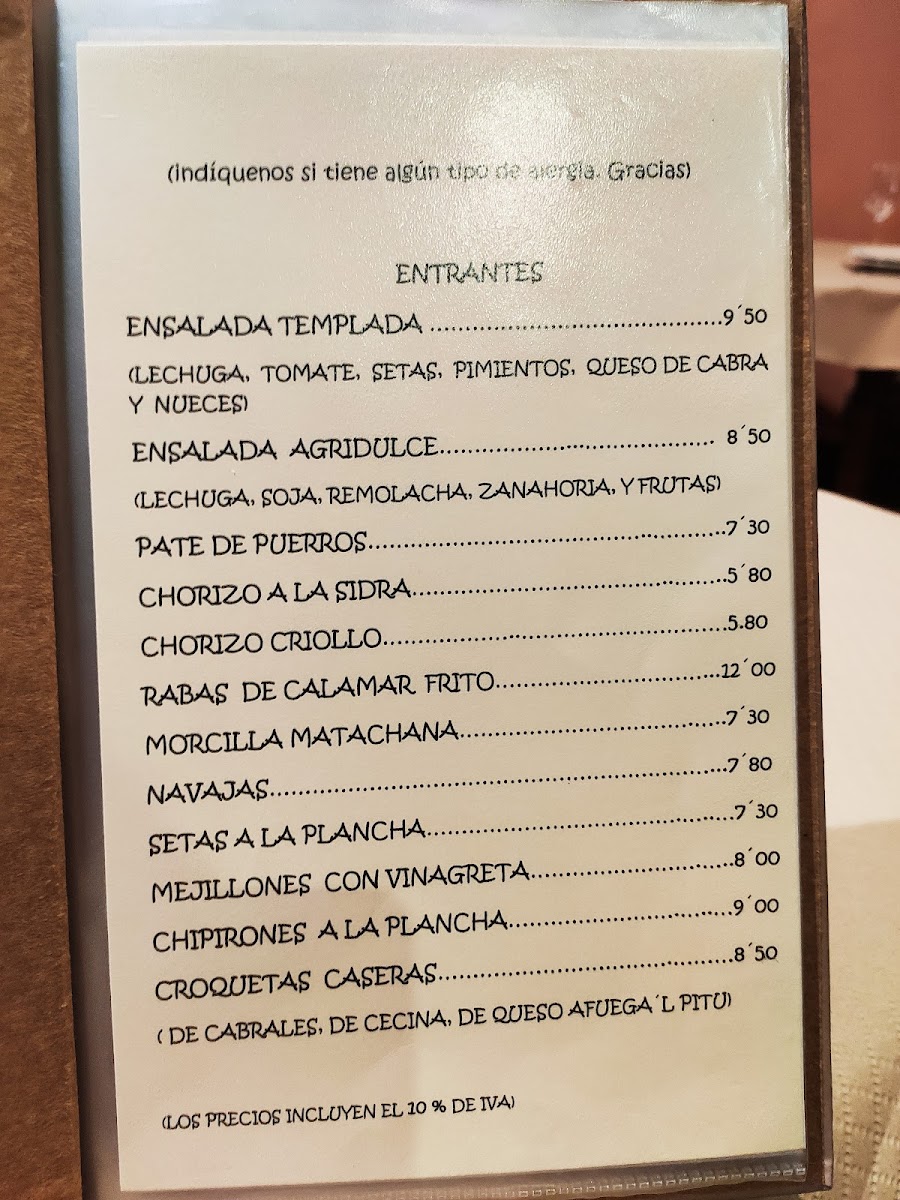 (Indíquenos si tiene algún tipo de alergia. Gracias)
ENTRANTES
ENSALADA TEMPLADA ..................................................9´50
(LECHUGA, TOMATE, SETAS, PIMIENTOS, QUESO DE CABRA
Y NUECES)
ENSALADA AGRIDULCE............................................... 8´50
(LECHUGA, SOJA, REMOLACHA, ZANAHORIA, Y FRUTAS)
PATE DE PUERROS.............................................................7´30
CHORIZO A LA SIDRA......................................................5´80
CHORIZO CRIOLLO...........................................................5.80
RABAS DE CALAMAR FRITO......................................12´00
MORCILLA MATACHANA.............................................7´30
NAVAJAS..............................................................................7´80
SETAS A LA PLANCHA....................................................7´30
MEJILLONES CON VINAGRETA..................................8´00
CHIPIRONES A LA PLANCHA......................................9´00
CROQUETAS CASERAS..................................................8´50
( DE CABRALES, DE CECINA, DE QUESO AFUEGA´L PITU)
(LOS PRECIOS INCLUYEN EL 10 % DE IVA)